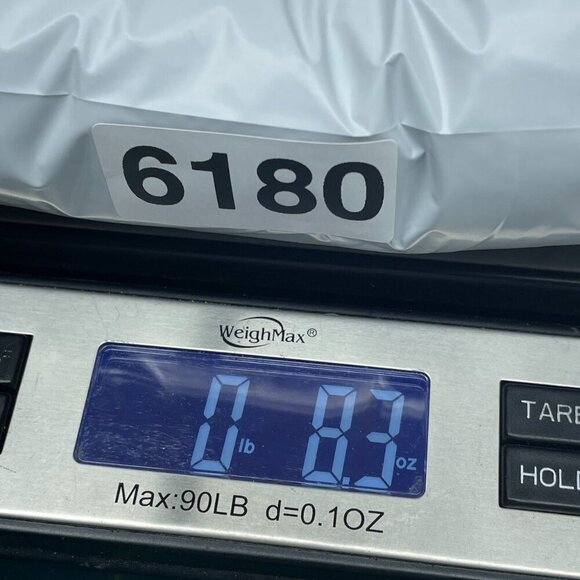 6180
WeighMax®
0 lb 8.3 oz
TARE
HOLD
Max:90LB d=0.1OZ